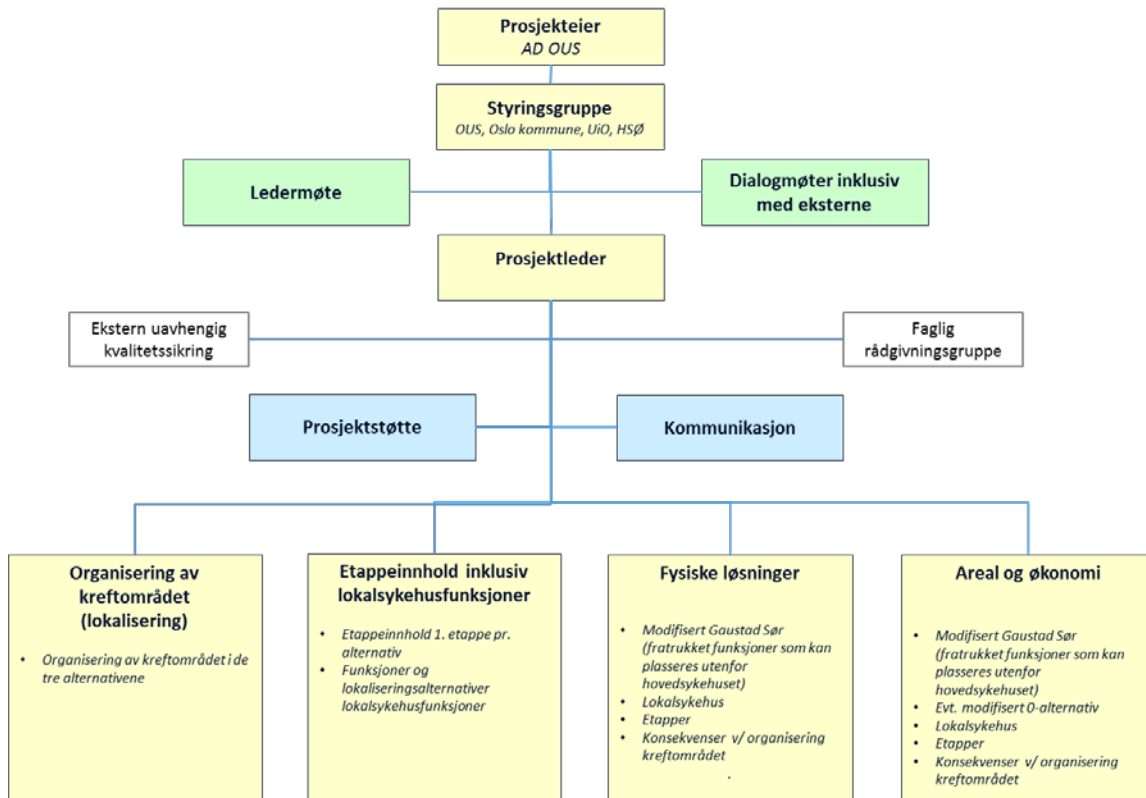 Prosjekteier
AD OUS
Styringsgruppe
OUS, Oslo kommune, UiO, HSØ
Ledermøte
Dialogmøter inklusiv
med eksterne
Prosjektleder
Ekstern uavhengig
kvalitetssikring
Faglig
rådgivningsgruppe
Prosjektstøtte
Kommunikasjon
Organisering av
kreftområdet
(lokalisering)
• Organisering av kreftområdet i de
tre alternativene
Etappeinnhold inklusiv
lokalsykehusfunksjoner
• Etappeinnhold 1. etappe pr.
alternativ
• Funksjoner og
lokaliseringsalternativer
lokalsykehusfunksjoner
Fysiske løsninger
• Modifisert Gaustad Sør
(fratrukket funksjoner som kan
plasseres utenfor
hovedsykehuset)
• Lokalsykehus
• Etapper
• Konsekvenser v/ organisering
kreftområdet
.
Areal og økonomi
• Modifisert Gaustad Sør
(fratrukket funksjoner som kan
plasseres utenfor
hovedsykehuset)
• Evt. modifisert 0-alternativ
• Lokalsykehus
• Etapper
• Konsekvenser v/ organisering
kreftområdet